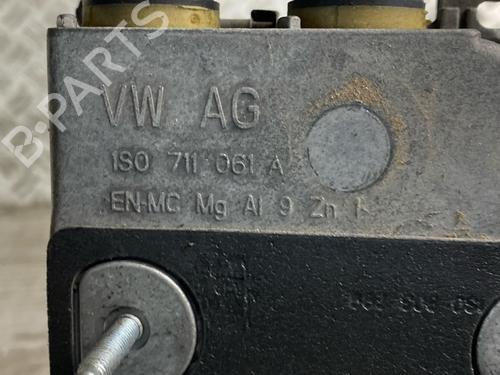 B-PARTS
VW AG
1S0 711 061 A
EN-MC Mg Al 9 Zn 1